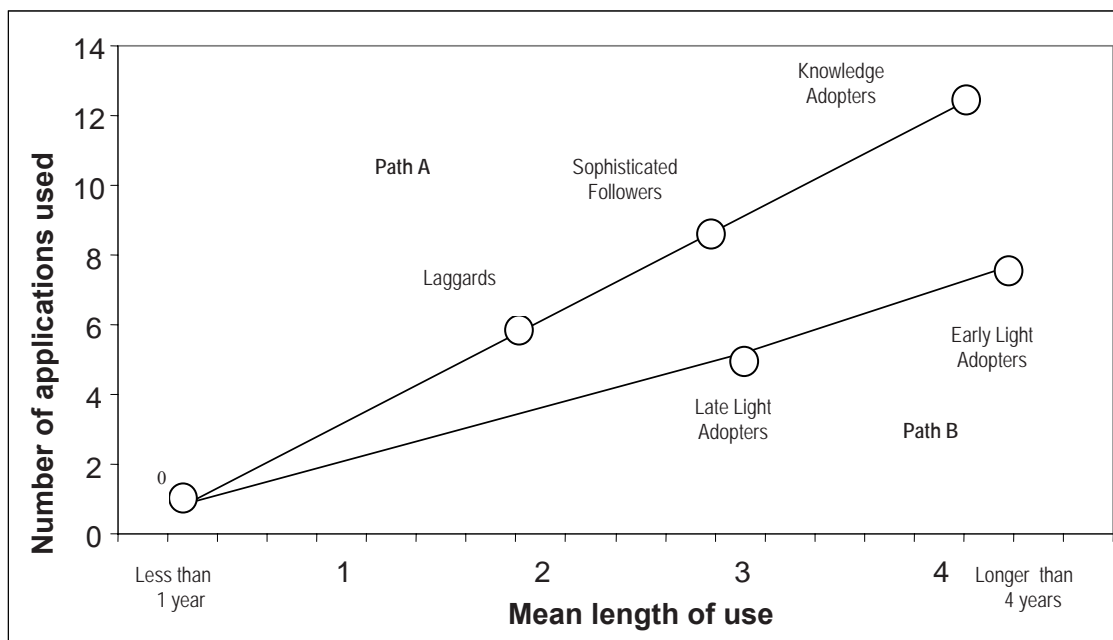 14
12
10
8
6
4
2
0
Number of applications used
Knowledge
Adopters
Path A
Sophisticated
Followers
Laggards
Early Light
Adopters
Late Light
Adopters
Path B
0
Less than
1 year
1
2
3
4
Longer than
4 years
Mean length of use